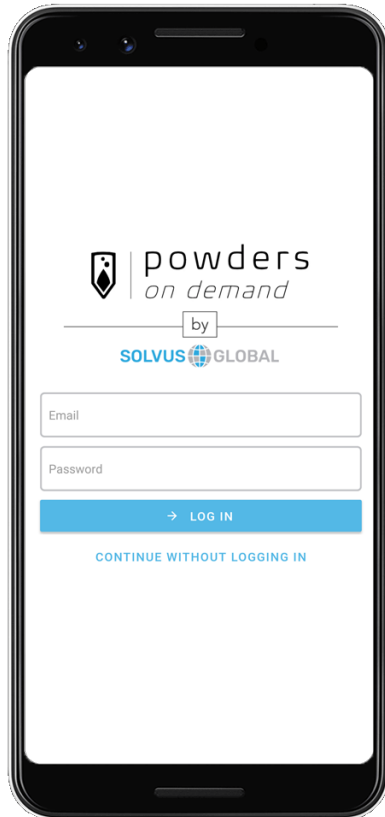 powders
on demand
by
SOLVUS GLOBAL
Email
Password
→ LOG IN
CONTINUE WITHOUT LOGGING IN